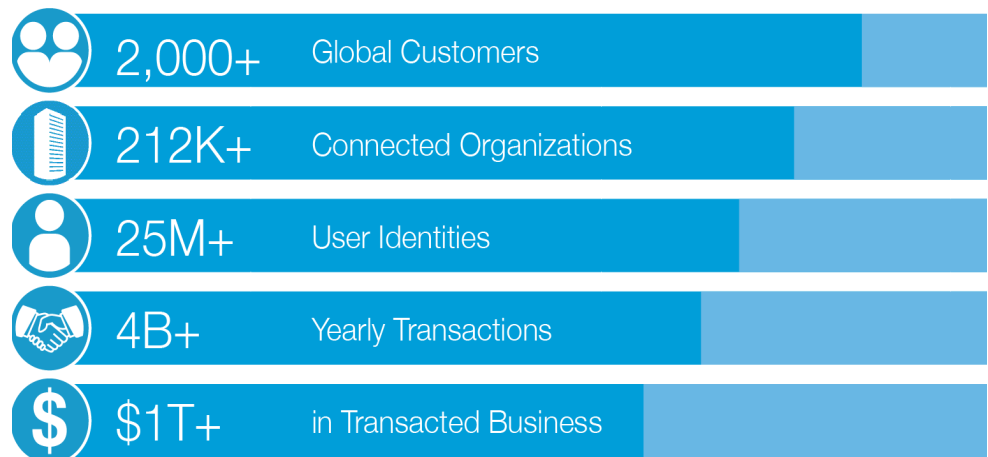 2,000+ Global Customers
212K+ Connected Organizations
25M+ User Identities
4B+ Yearly Transactions
$ $1T+ in Transacted Business